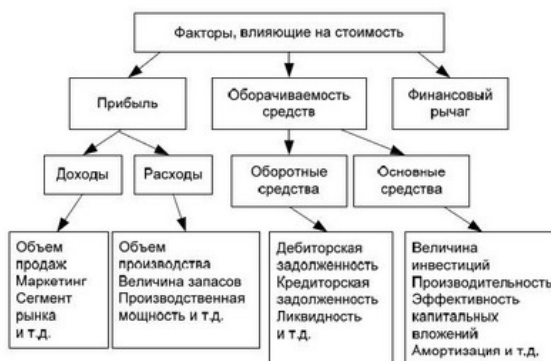 Факторы, влияющие на стоимость
Прибыль
Оборачиваемость
средств
Финансовый
рычаг
Доходы
Расходы
Оборотные
средства
Основные
средства
Объем
продаж
Маркетинг
Сегмент
рынка
и т.д.
Объем
производства
Величина запасов
Производственная
мощность и т.д.
Дебиторская
задолженность
Кредиторская
задолженность
Ликвидность
и т.д.
Величина
инвестиций
Производительность
Эффективность
капитальных
вложений
Амортизация и т.д.